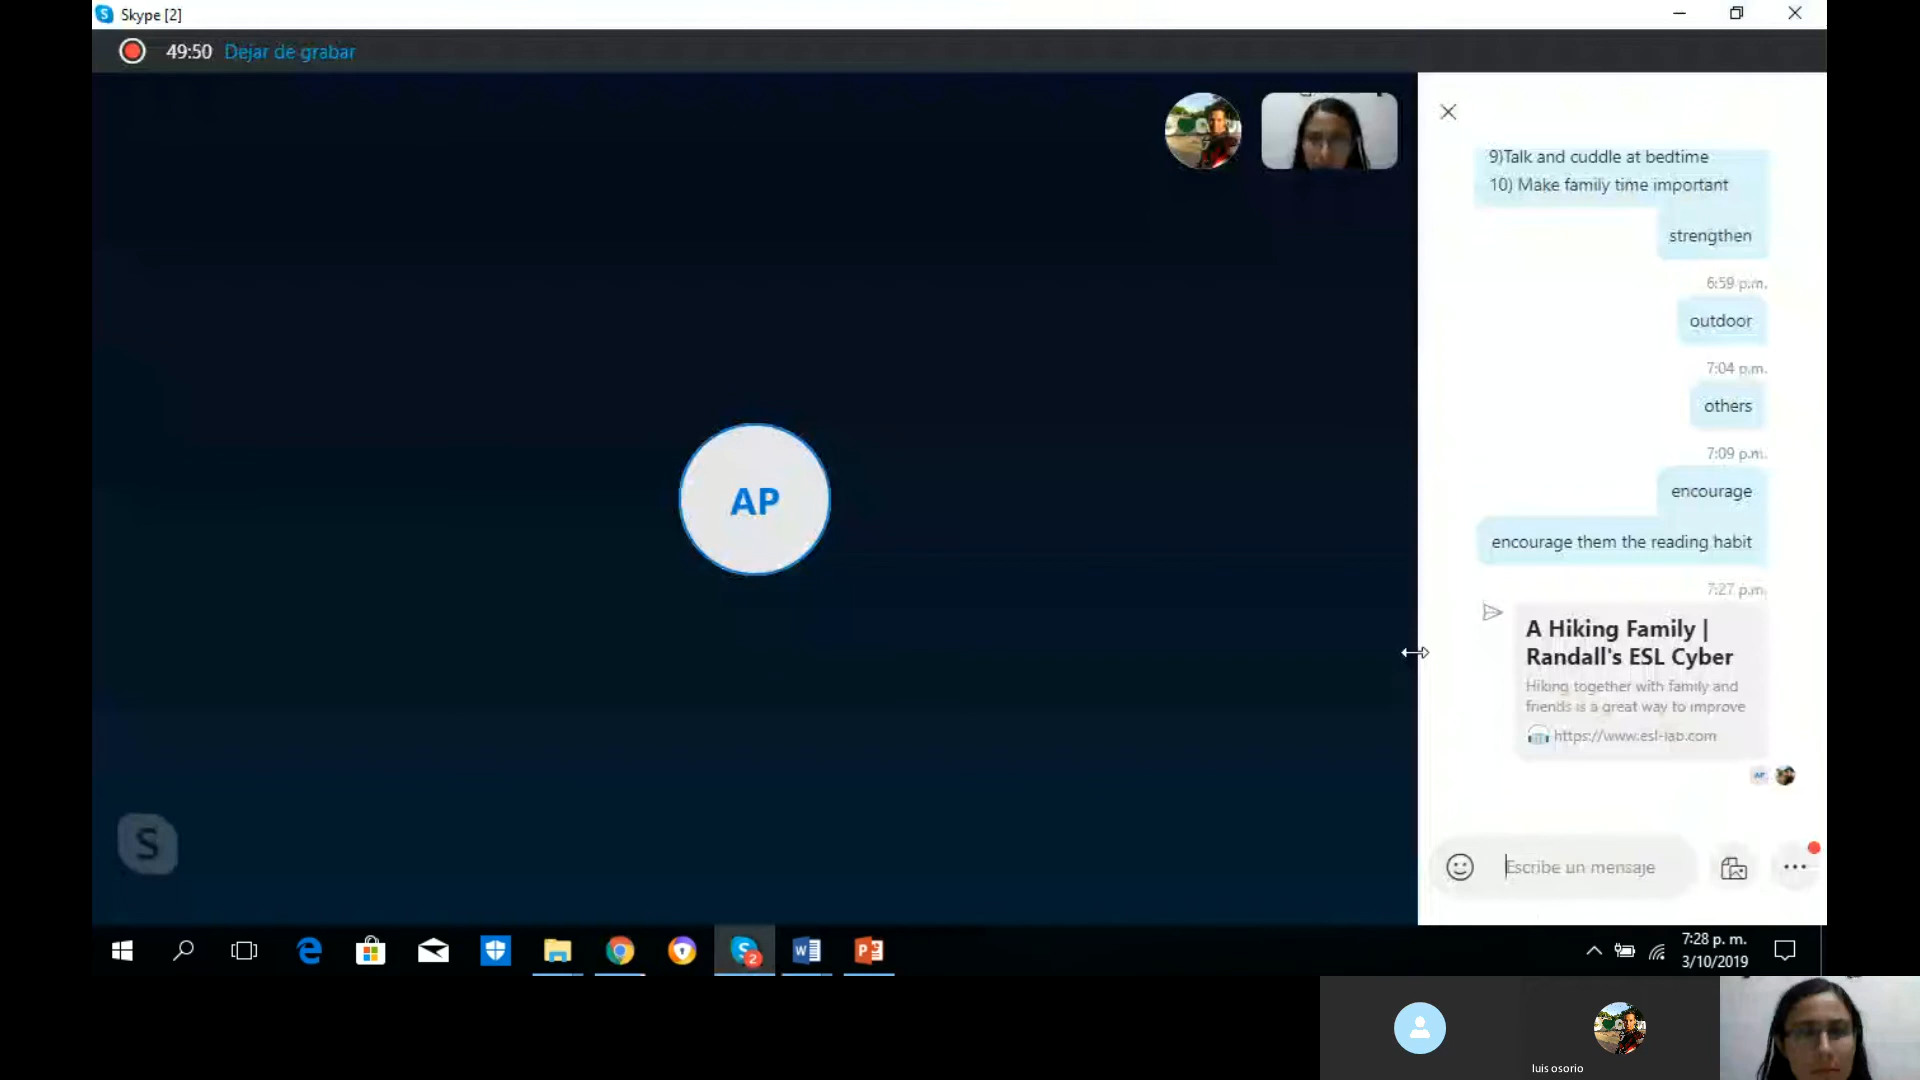 Skype [2]
49:50 Dejar de grabar
9)Talk and cuddle at bedtime
10) Make family time important
strengthen
6:59 p.m.
outdoor
7:04 p.m.
others
7:09 p.m.
encourage
encourage them the reading habit
7:27 p.m.
A Hiking Family |
Randall's ESL Cyber
Hiking together with family and
friends is a great way to improve
https://www.esl-lab.com
AP
AP
S
Escribe un mensaje
2
7:28 p. m.
3/10/2019
luis osorio